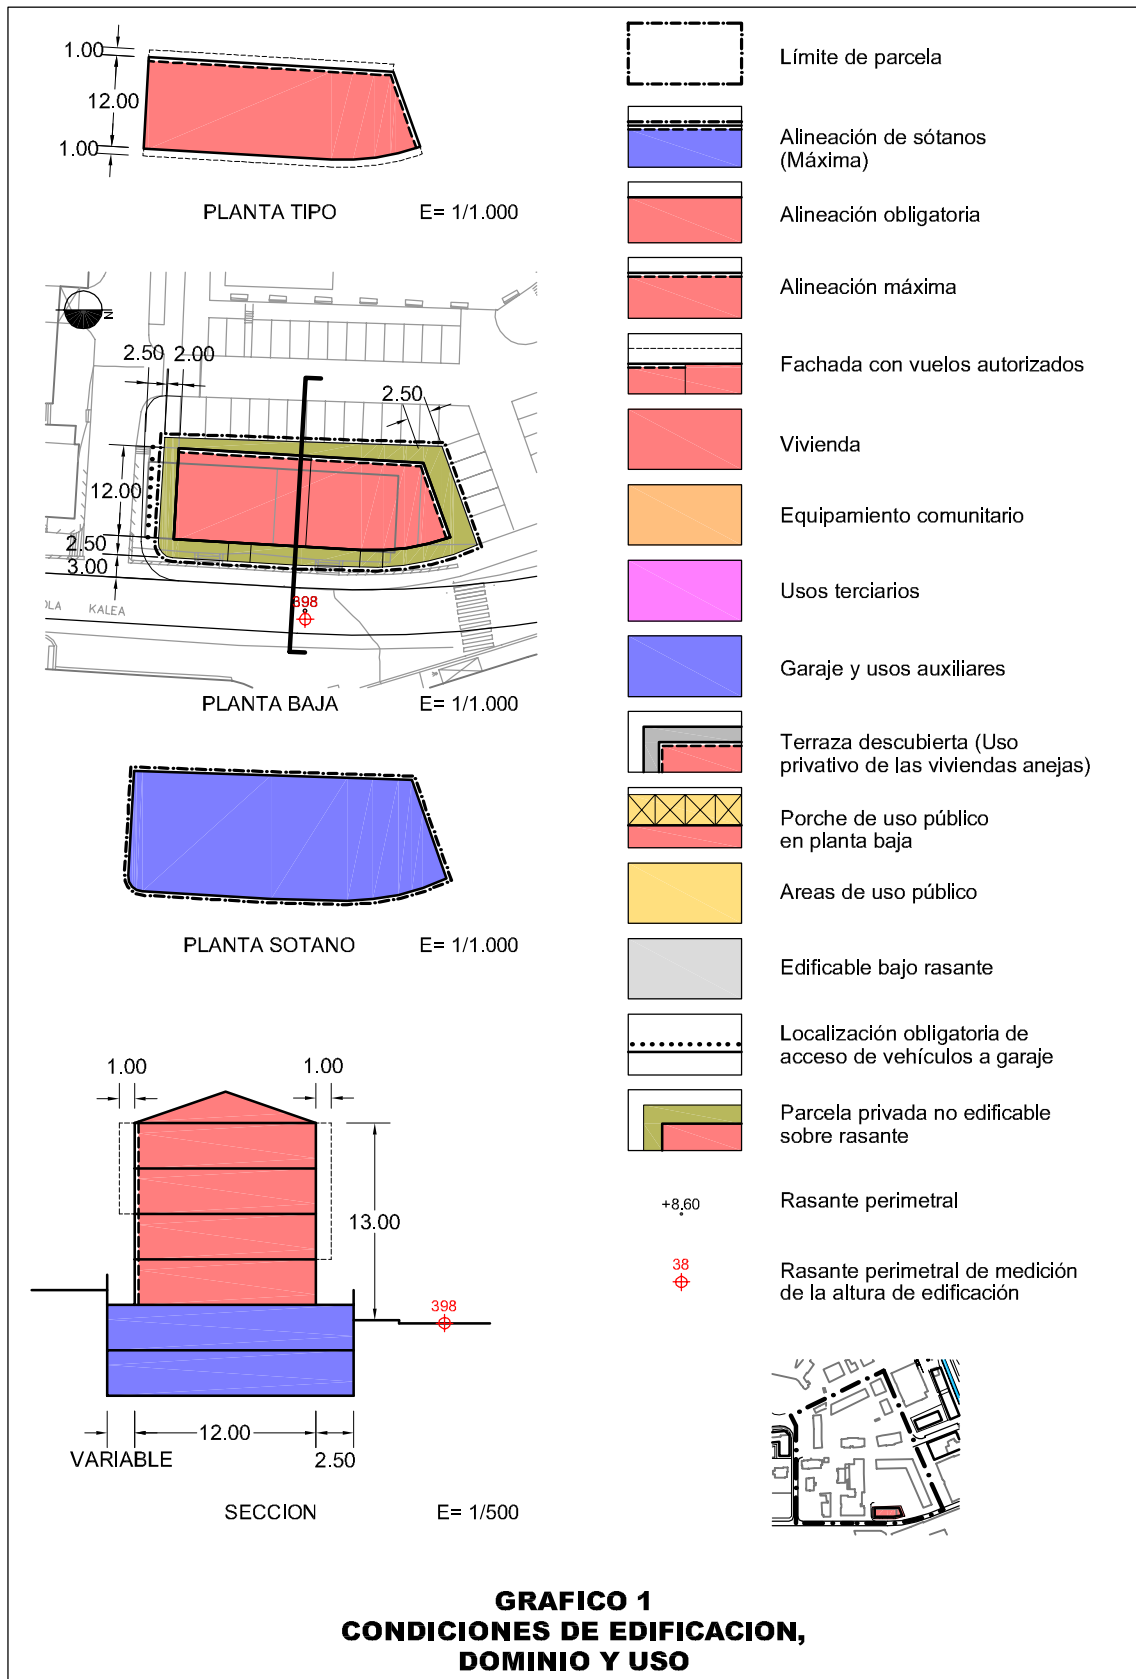 1.00
12.00
1.00
PLANTA TIPO
E= 1/1.000
N
2.50
2.00
2.50
12.00
2.50
3.00
398
KALEA
PLANTA BAJA
E= 1/1.000
PLANTA SOTANO
E= 1/1.000
1.00
1.00
13.00
398
12.00
VARIABLE
2.50
SECCION
E= 1/500
Límite de parcela
Alineación de sótanos
(Máxima)
Alineación obligatoria
Alineación máxima
Fachada con vuelos autorizados
Vivienda
Equipamiento comunitario
Usos terciarios
Garaje y usos auxiliares
Terraza descubierta (Uso
privativo de las viviendas anejas)
Porche de uso público
en planta baja
Areas de uso público
Edificable bajo rasante
Localización obligatoria de
acceso de vehículos a garaje
Parcela privada no edificable
sobre rasante
+8.60
Rasante perimetral
38
Rasante perimetral de medición
de la altura de edificación
GRAFICO 1
CONDICIONES DE EDIFICACION,
DOMINIO Y USO